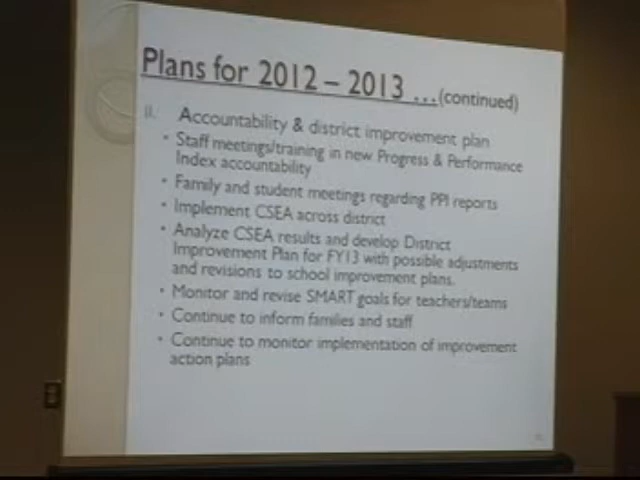 Plans for 2012 – 2013 ...(continued)
ii. Accountability & district improvement plan
• Staff meetings/training in new Progress & Performance
Index accountability
• Family and student meetings regarding PPI reports
• Implement CSEA across district
• Analyze CSEA results and develop District
Improvement Plan for FY13 with possible adjustments
and revisions to school improvement plans.
• Monitor and revise SMART goals for teachers/teams
• Continue to inform families and staff
• Continue to monitor implementation of improvement
action plans